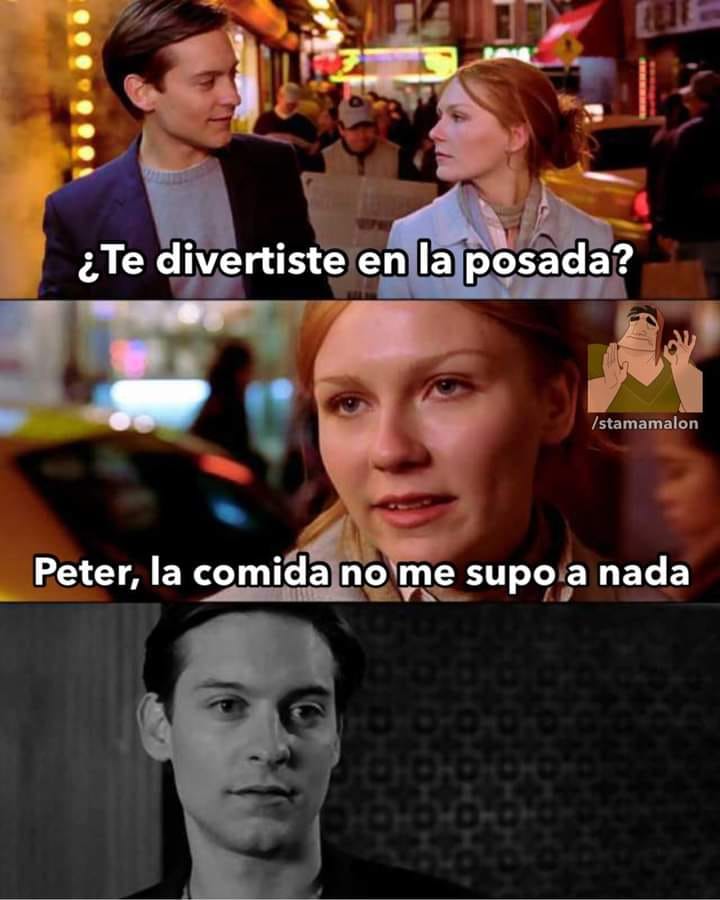 ¿Te divertiste en la posada?
/stamamalon
Peter, la comida no me supo a nada